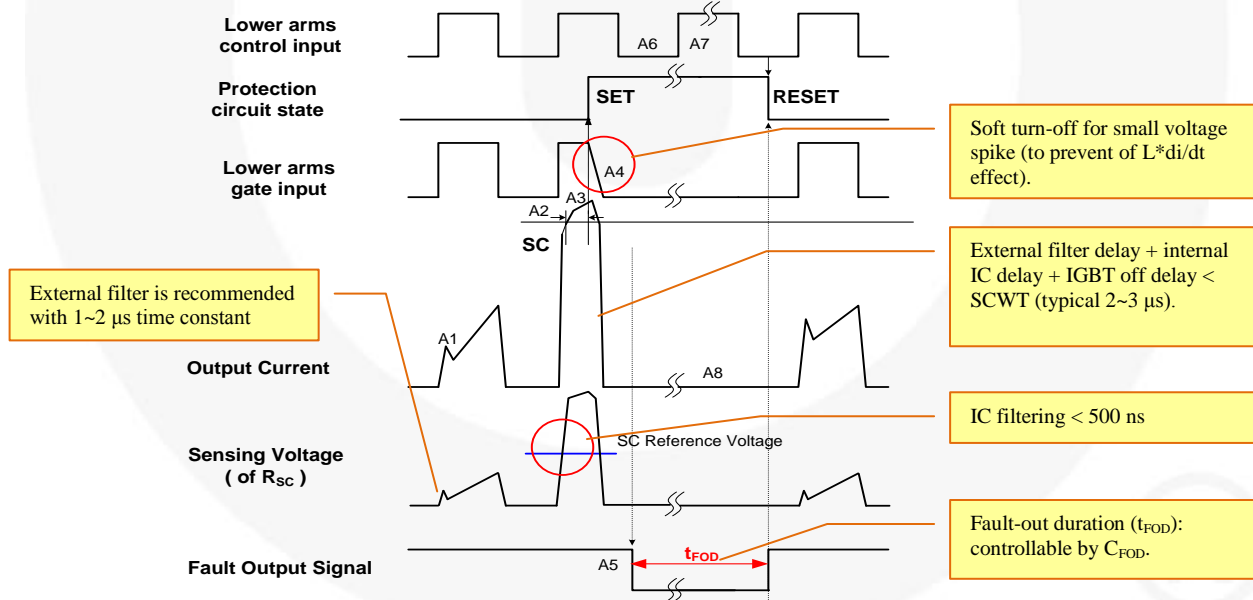 Lower arms
control input
A6
A7
Protection
circuit state
SET
RESET
Soft turn-off for small voltage
spike (to prevent of L*di/dt
effect).
Lower arms
gate input
A4
A2
A3
SC
External filter delay + internal
IC delay + IGBT off delay <
SCWT (typical 2~3 µs).
External filter is recommended
with 1~2 µs time constant
A1
Output Current
A8
IC filtering < 500 ns
SC Reference Voltage
Sensing Voltage
( of RSC )
Fault-out duration (tFOD):
controllable by CFOD.
tFOD
A5
Fault Output Signal